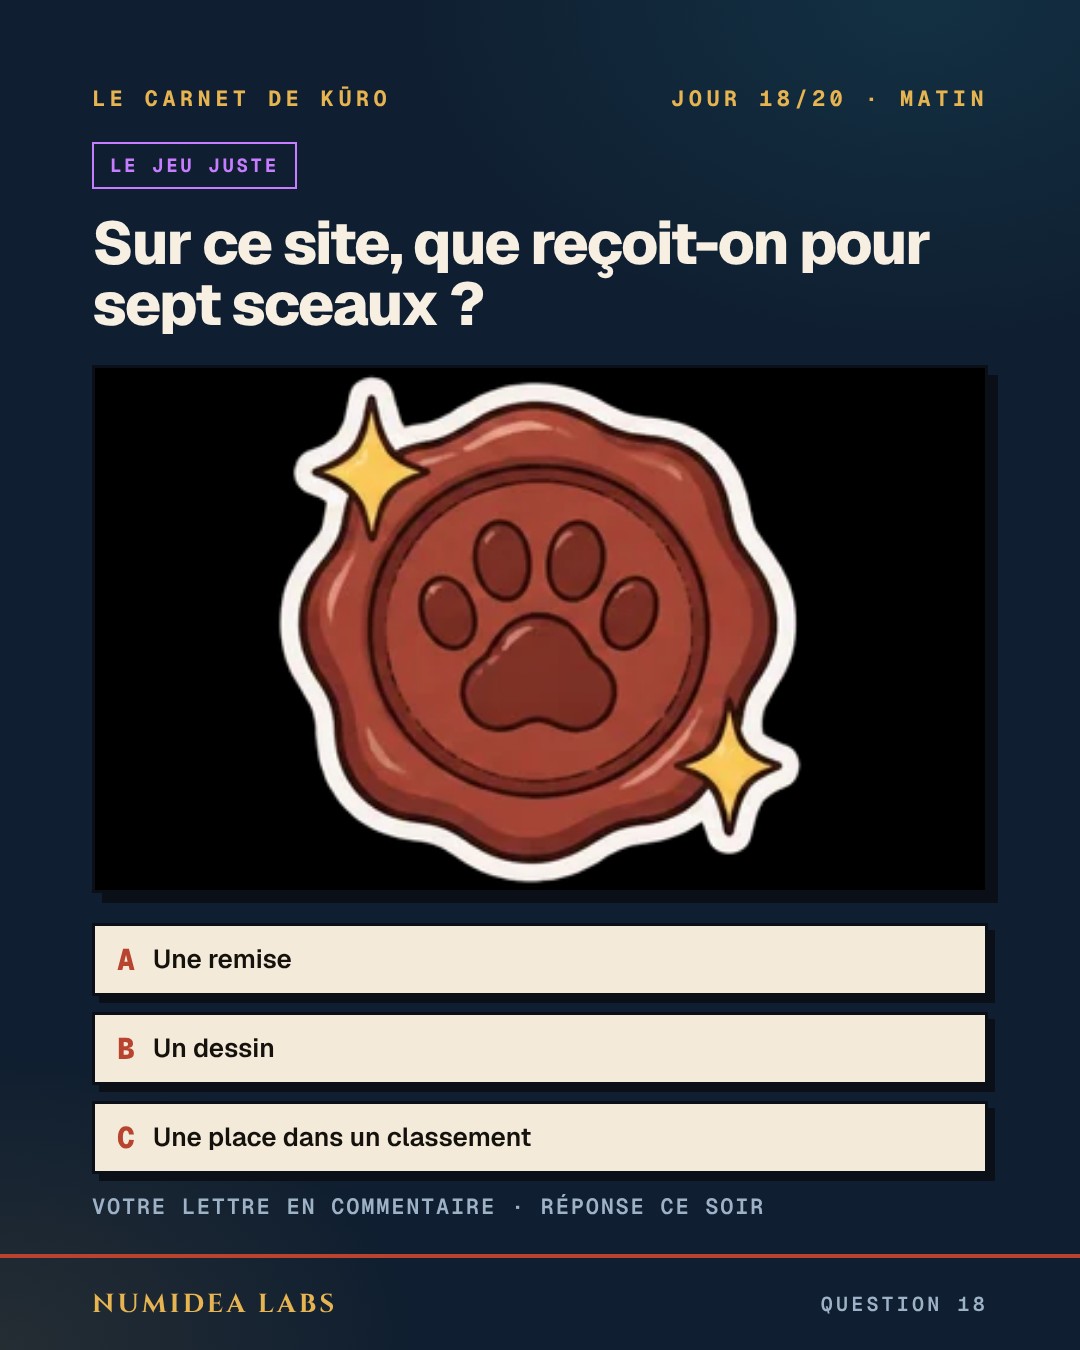 LE CARNET DE KŪRO
JOUR 18/20 · MATIN
LE JEU JUSTE
Sur ce site, que reçoit-on pour
sept sceaux ?
A Une remise
B Un dessin
C Une place dans un classement
VOTRE LETTRE EN COMMENTAIRE · RÉPONSE CE SOIR
NUMIDEA LABS
QUESTION 18